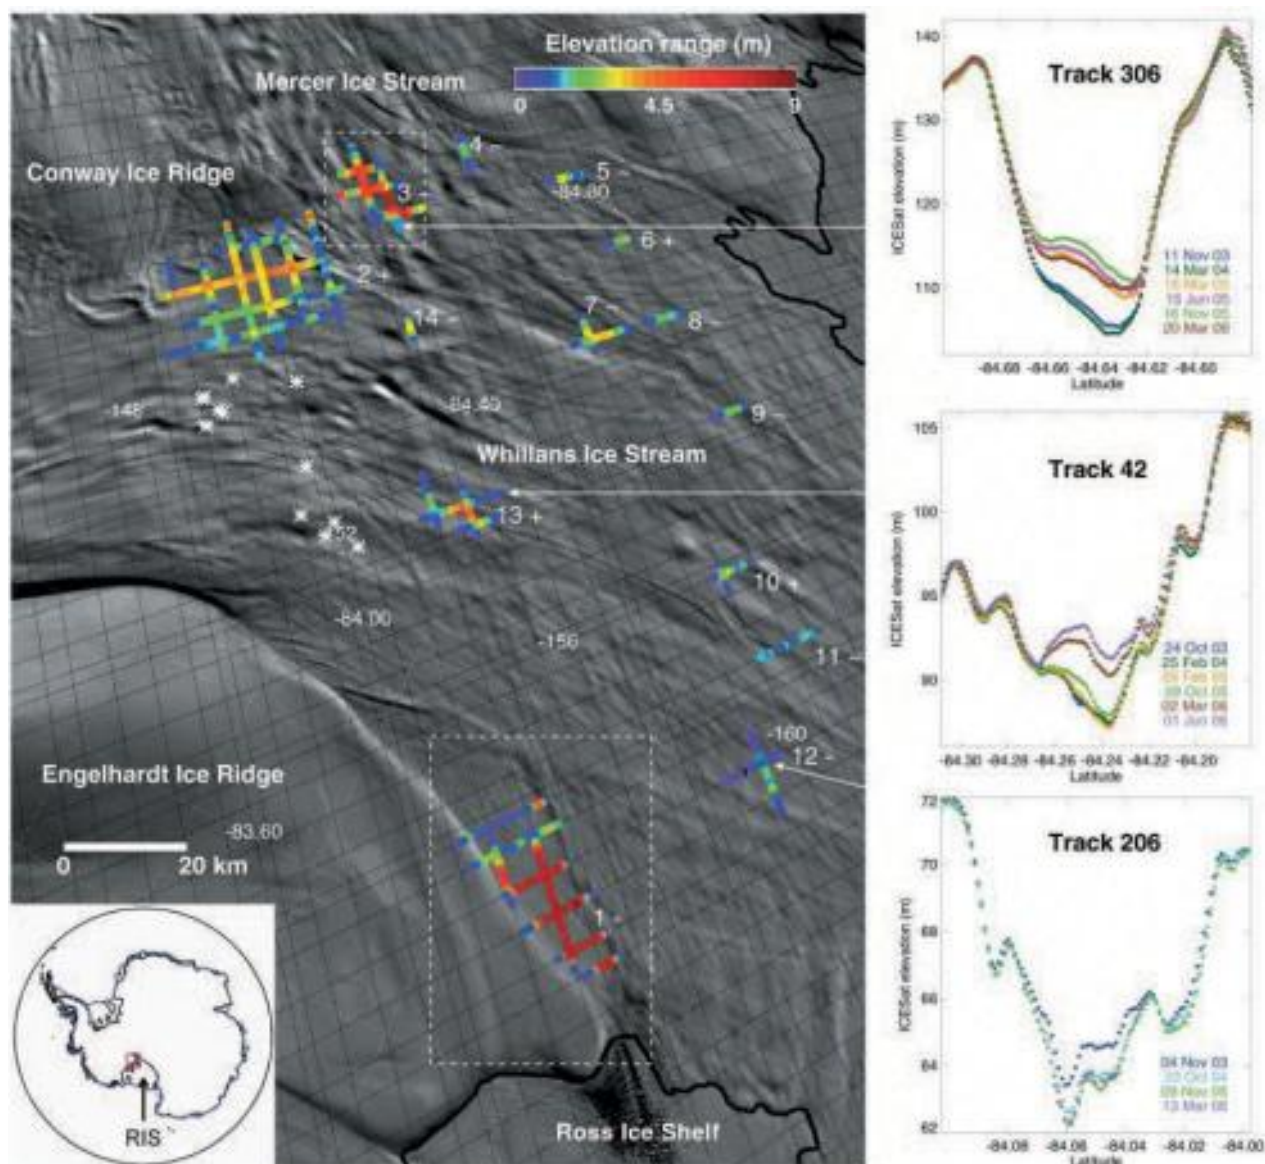 Elevation range (m)
0 4.5 9
Mercer Ice Stream
Conway Ice Ridge
4 -
5 -
-84.80
3 -
6 +
2 +
7 -
8 -
14 -
-148
-84.40
9 -
Whillans Ice Stream
13 +
10 +
-84.00
-156
11 -
-160
12 -
Engelhardt Ice Ridge
-83.60
0 20 km
1 -
Ross Ice Shelf
RIS
Track 306
ICESat elevation (m)
140
130
120
110
11 Nov 03
14 Mar 04
15 Jun 05
16 Nov 05
20 Mar 06
-84.68 -84.66 -84.64 -84.62 -84.60
Latitude
Track 42
ICESat elevation (m)
105
100
95
90
24 Oct 03
25 Feb 04
02 Mar 06
01 Jun 06
-84.30 -84.28 -84.26 -84.24 -84.22 -84.20
Latitude
Track 206
ICESat elevation (m)
72
70
66
64
62
04 Nov 03
13 Mar 06
-84.08 -84.06 -84.04 -84.02 -84.00
Latitude